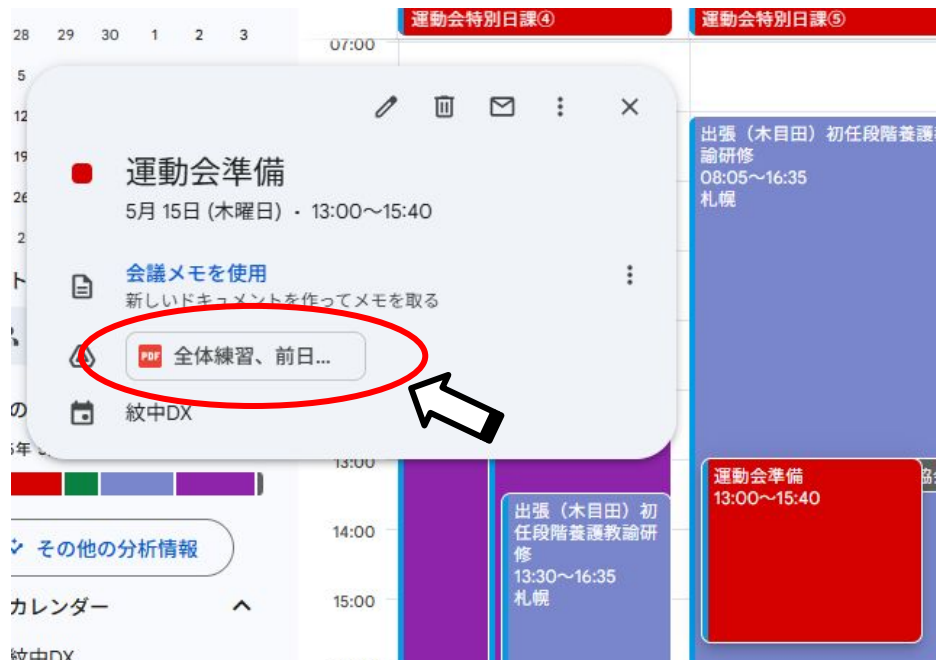 運動会特別日課④
運動会特別日課⑤
28 29 30 1 2 3
07:00
5
12
19
26
2
運動会準備
5月 15日 (木曜日) ・ 13:00～15:40
会議メモを使用
新しいドキュメントを作ってメモを取る
PDF 全体練習、前日...
紋中DX
ト
の
年
出張（木目田）初任段階養護
諭研修
08:05～16:35
札幌
13:00
14:00
15:00
出張（木目田）初
任段階養護教諭研
修
13:30～16:35
札幌
運動会準備
13:00～15:40
その他の分析情報
カレンダー
紋中DX